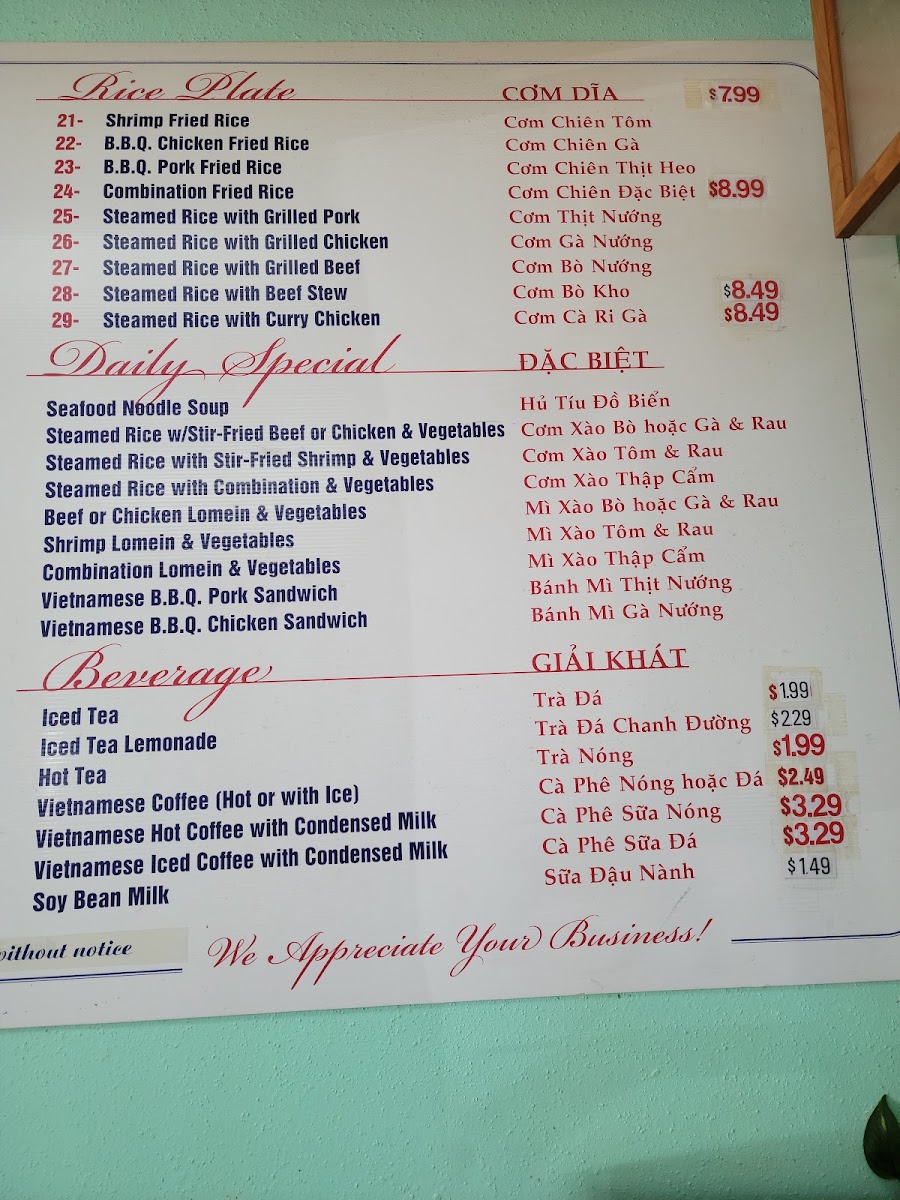 Rice Plate CƠM DĨA $7.99
21- Shrimp Fried Rice Cơm Chiên Tôm
22- B.B.Q. Chicken Fried Rice Cơm Chiên Gà
23- B.B.Q. Pork Fried Rice Cơm Chiên Thịt Heo
24- Combination Fried Rice Cơm Chiên Đặc Biệt $8.99
25- Steamed Rice with Grilled Pork Cơm Thịt Nướng
26- Steamed Rice with Grilled Chicken Cơm Gà Nướng
27- Steamed Rice with Grilled Beef Cơm Bò Nướng
28- Steamed Rice with Beef Stew Cơm Bò Kho $8.49
29- Steamed Rice with Curry Chicken Cơm Cà Ri Gà $8.49
Daily Special ĐẶC BIỆT
Seafood Noodle Soup Hủ Tíu Đồ Biển
Steamed Rice w/Stir-Fried Beef or Chicken & Vegetables Cơm Xào Bò hoặc Gà & Rau
Steamed Rice with Stir-Fried Shrimp & Vegetables Cơm Xào Tôm & Rau
Steamed Rice with Combination & Vegetables Cơm Xào Thập Cẩm
Beef or Chicken Lomein & Vegetables Mì Xào Bò hoặc Gà & Rau
Shrimp Lomein & Vegetables Mì Xào Tôm & Rau
Combination Lomein & Vegetables Mì Xào Thập Cẩm
Vietnamese B.B.Q. Pork Sandwich Bánh Mì Thịt Nướng
Vietnamese B.B.Q. Chicken Sandwich Bánh Mì Gà Nướng
Beverage GIẢI KHÁT
Iced Tea Trà Đá $1.99
Iced Tea Lemonade Trà Đá Chanh Đường $2.29
Hot Tea Trà Nóng $1.99
Vietnamese Coffee (Hot or with Ice) Cà Phê Nóng hoặc Đá $2.49
Vietnamese Hot Coffee with Condensed Milk Cà Phê Sữa Nóng $3.29
Vietnamese Iced Coffee with Condensed Milk Cà Phê Sữa Đá $3.29
Soy Bean Milk Sữa Đậu Nành $1.49
without notice We Appreciate Your Business!